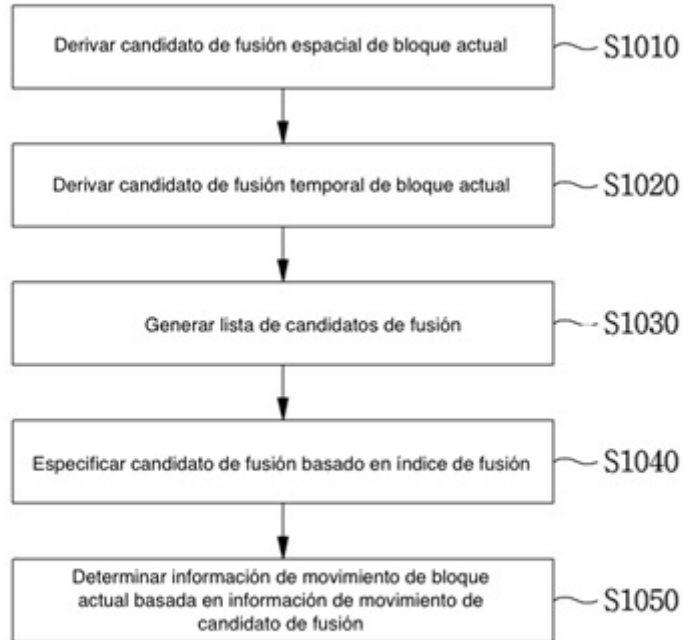 Derivar candidato de fusión espacial de bloque actual
S1010
Derivar candidato de fusión temporal de bloque actual
S1020
Generar lista de candidatos de fusión
S1030
Especificar candidato de fusión basado en índice de fusión
S1040
Determinar información de movimiento de bloque
actual basada en información de movimiento de
candidato de fusión
S1050